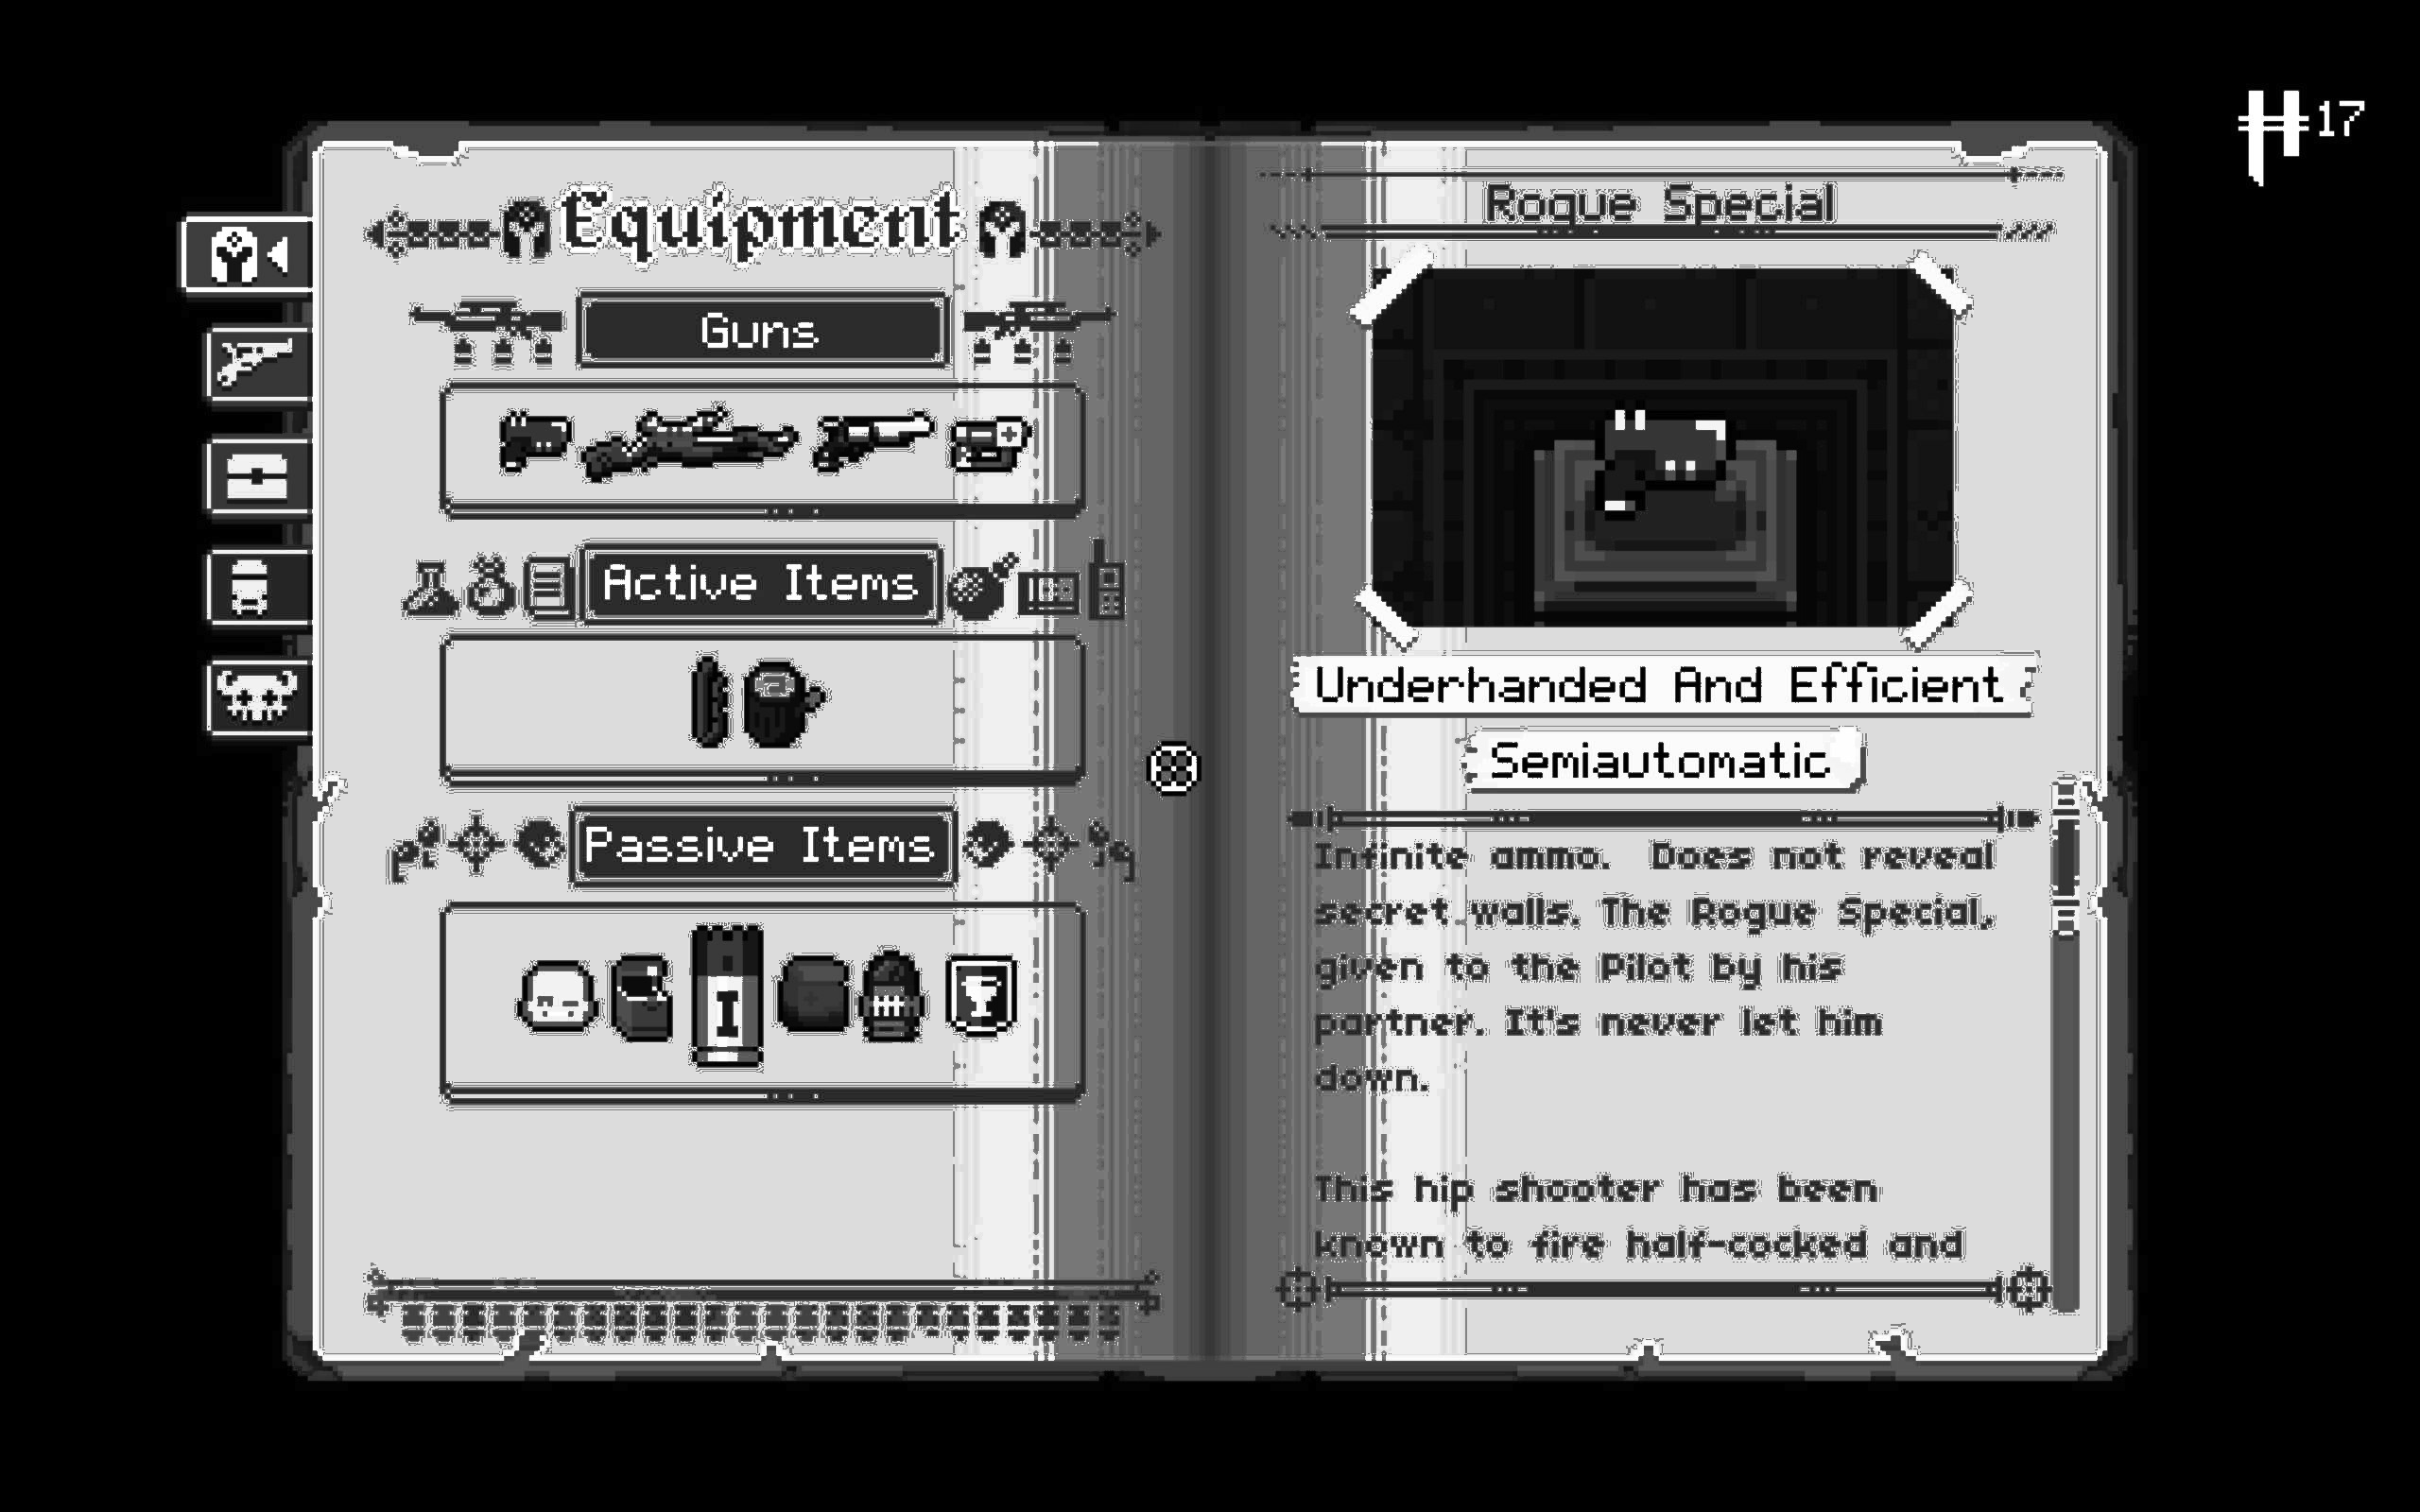 17
Equipment
Guns
Active Items
Passive Items
I
Rogue Special
Underhanded And Efficient
Semiautomatic
Infinite ammo. Does not reveal
secret walls. The Rogue Special,
given to the Pilot by his
partner. It's never let him
down.
This hip shooter has been
known to fire half-cocked and